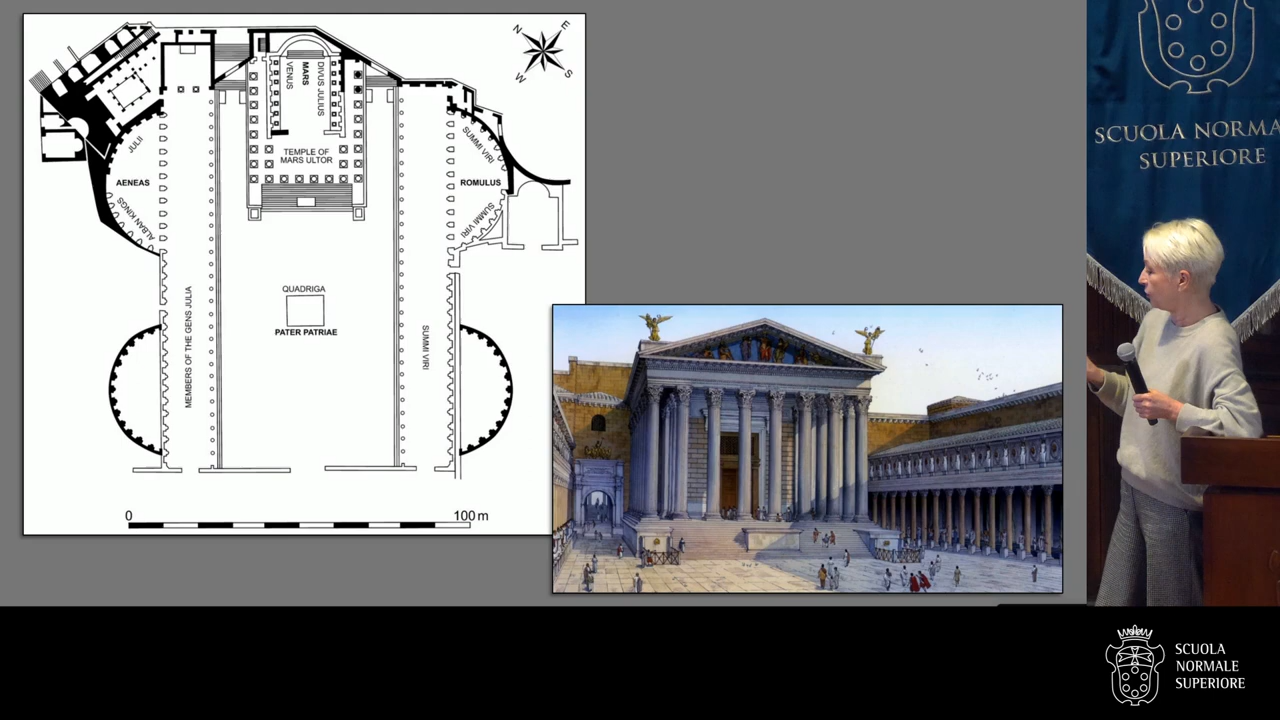 N
E
W
S
VENUS
MARS
DIVUS JULIUS
TEMPLE OF
MARS ULTOR
JULII
AENEAS
ALBAN KINGS
SUMMI VIRI
ROMULUS
SUMMI VIRI
QUADRIGA
PATER PATRIAE
MEMBERS OF THE GENS JULIA
SUMMI VIRI
0
100 m
SCUOLA NORMA
SUPERIORE
SCUOLA
NORMALE
SUPERIORE